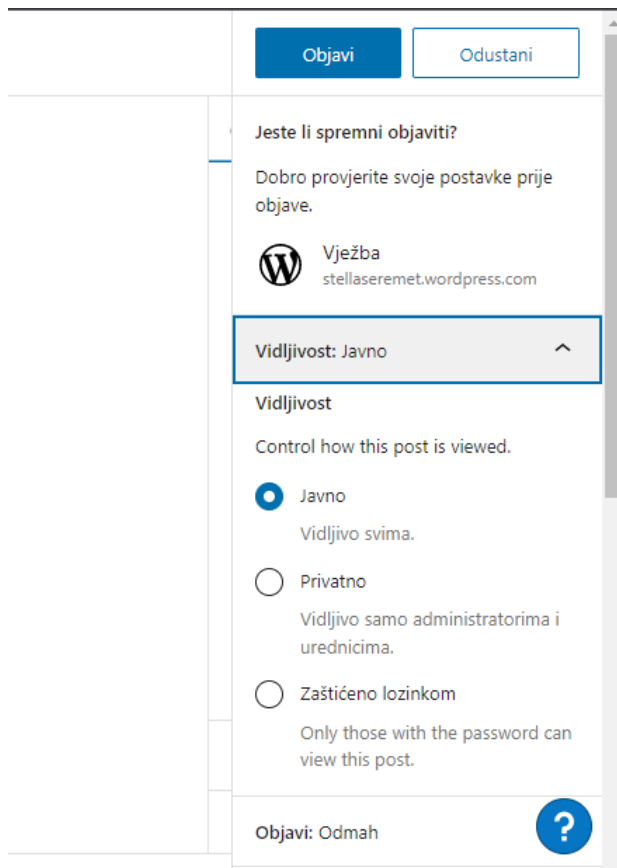 Objavi
Odustani
Jeste li spremni objaviti?
Dobro provjerite svoje postavke prije
objave.
Vježba
stellaseremet.wordpress.com
Vidljivost: Javno
Vidljivost
Control how this post is viewed.
Javno
Vidljivo svima.
Privatno
Vidljivo samo administratorima i
urednicima.
Zaštićeno lozinkom
Only those with the password can
view this post.
Objavi: Odmah
?